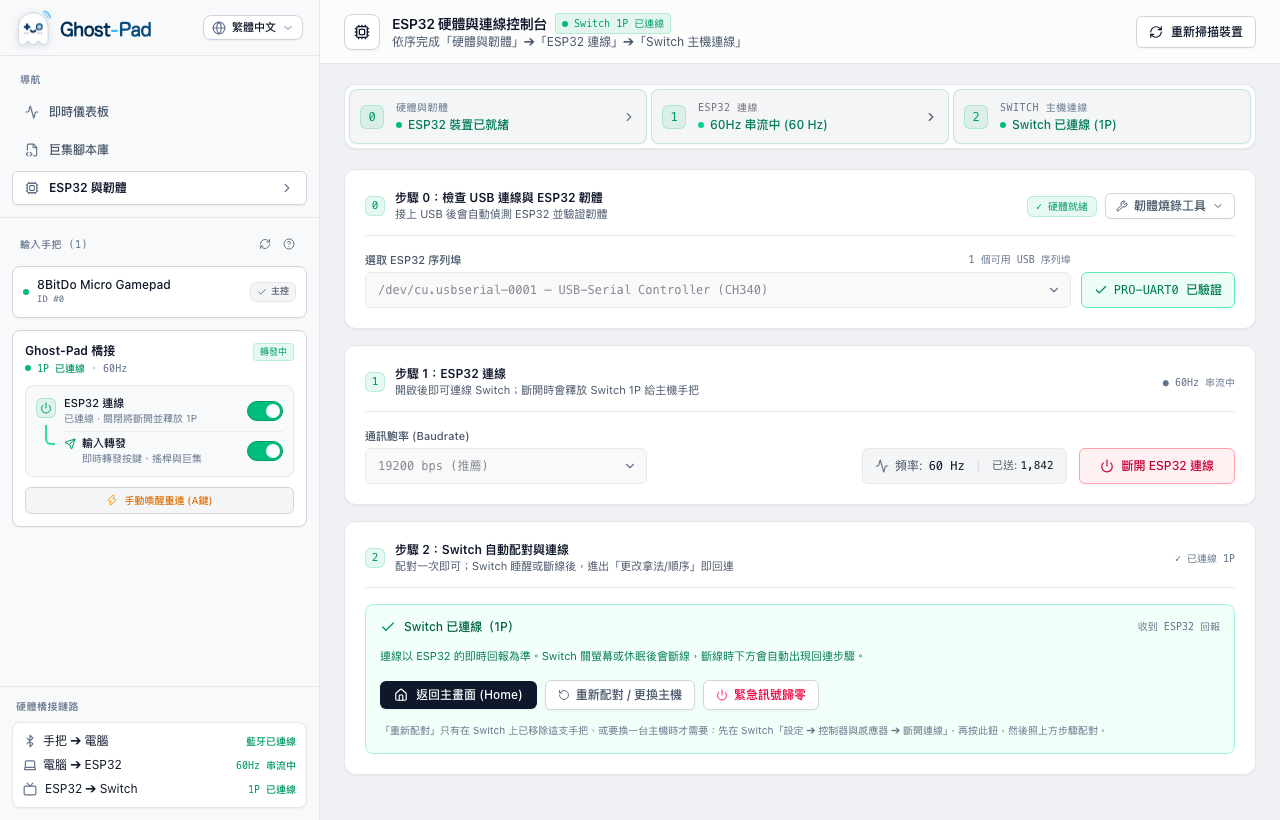 Ghost-Pad
繁體中文
導航
即時儀表板
巨集腳本庫
ESP32 與韌體
輸入手把 (1)
8BitDo Micro Gamepad
ID #0
主控
Ghost-Pad 橋接
轉發中
1P 已連線 • 60Hz
ESP32 連線
已連線，關閉將斷開並釋放 1P
輸入轉發
即時轉發按鍵、搖桿與巨集
手動喚醒重連 (A鍵)
硬體橋接鏈路
手把 ➔ 電腦
藍牙已連線
電腦 ➔ ESP32
60Hz 串流中
ESP32 ➔ Switch
1P 已連線
ESP32 硬體與連線控制台
Switch 1P 已連線
依序完成「硬體與韌體」➔「ESP32 連線」➔「Switch 主機連線」
重新掃描裝置
0
硬體與韌體
ESP32 裝置已就緒
1
ESP32 連線
60Hz 串流中 (60 Hz)
2
SWITCH 主機連線
Switch 已連線 (1P)
0
步驟 0：檢查 USB 連線與 ESP32 韌體
接上 USB 後會自動偵測 ESP32 並驗證韌體
✓ 硬體就緒
韌體燒錄工具
選取 ESP32 序列埠
1 個可用 USB 序列埠
/dev/cu.usbserial-0001 — USB-Serial Controller (CH340)
PRO-UART0 已驗證
1
步驟 1：ESP32 連線
開啟後即可連線 Switch；斷開時會釋放 Switch 1P 給主機手把
60Hz 串流中
通訊鮑率 (Baudrate)
19200 bps (推薦)
頻率: 60 Hz
已送: 1,842
斷開 ESP32 連線
2
步驟 2：Switch 自動配對與連線
配對一次即可；Switch 睡醒或斷線後，進出「更改拿法/順序」即回連
✓ 已連線 1P
Switch 已連線（1P）
收到 ESP32 回報
連線以 ESP32 的即時回報為準。Switch 關螢幕或休眠後會斷線，斷線時下方會自動出現回連步驟。
返回主畫面 (Home)
重新配對 / 更換主機
緊急訊號歸零
「重新配對」只有在 Switch 上已移除這支手把、或要換一台主機時才需要：先在 Switch「設定 ➔ 控制器與感應器 ➔ 斷開連線」，再按此鈕，然後照上方步驟配對。